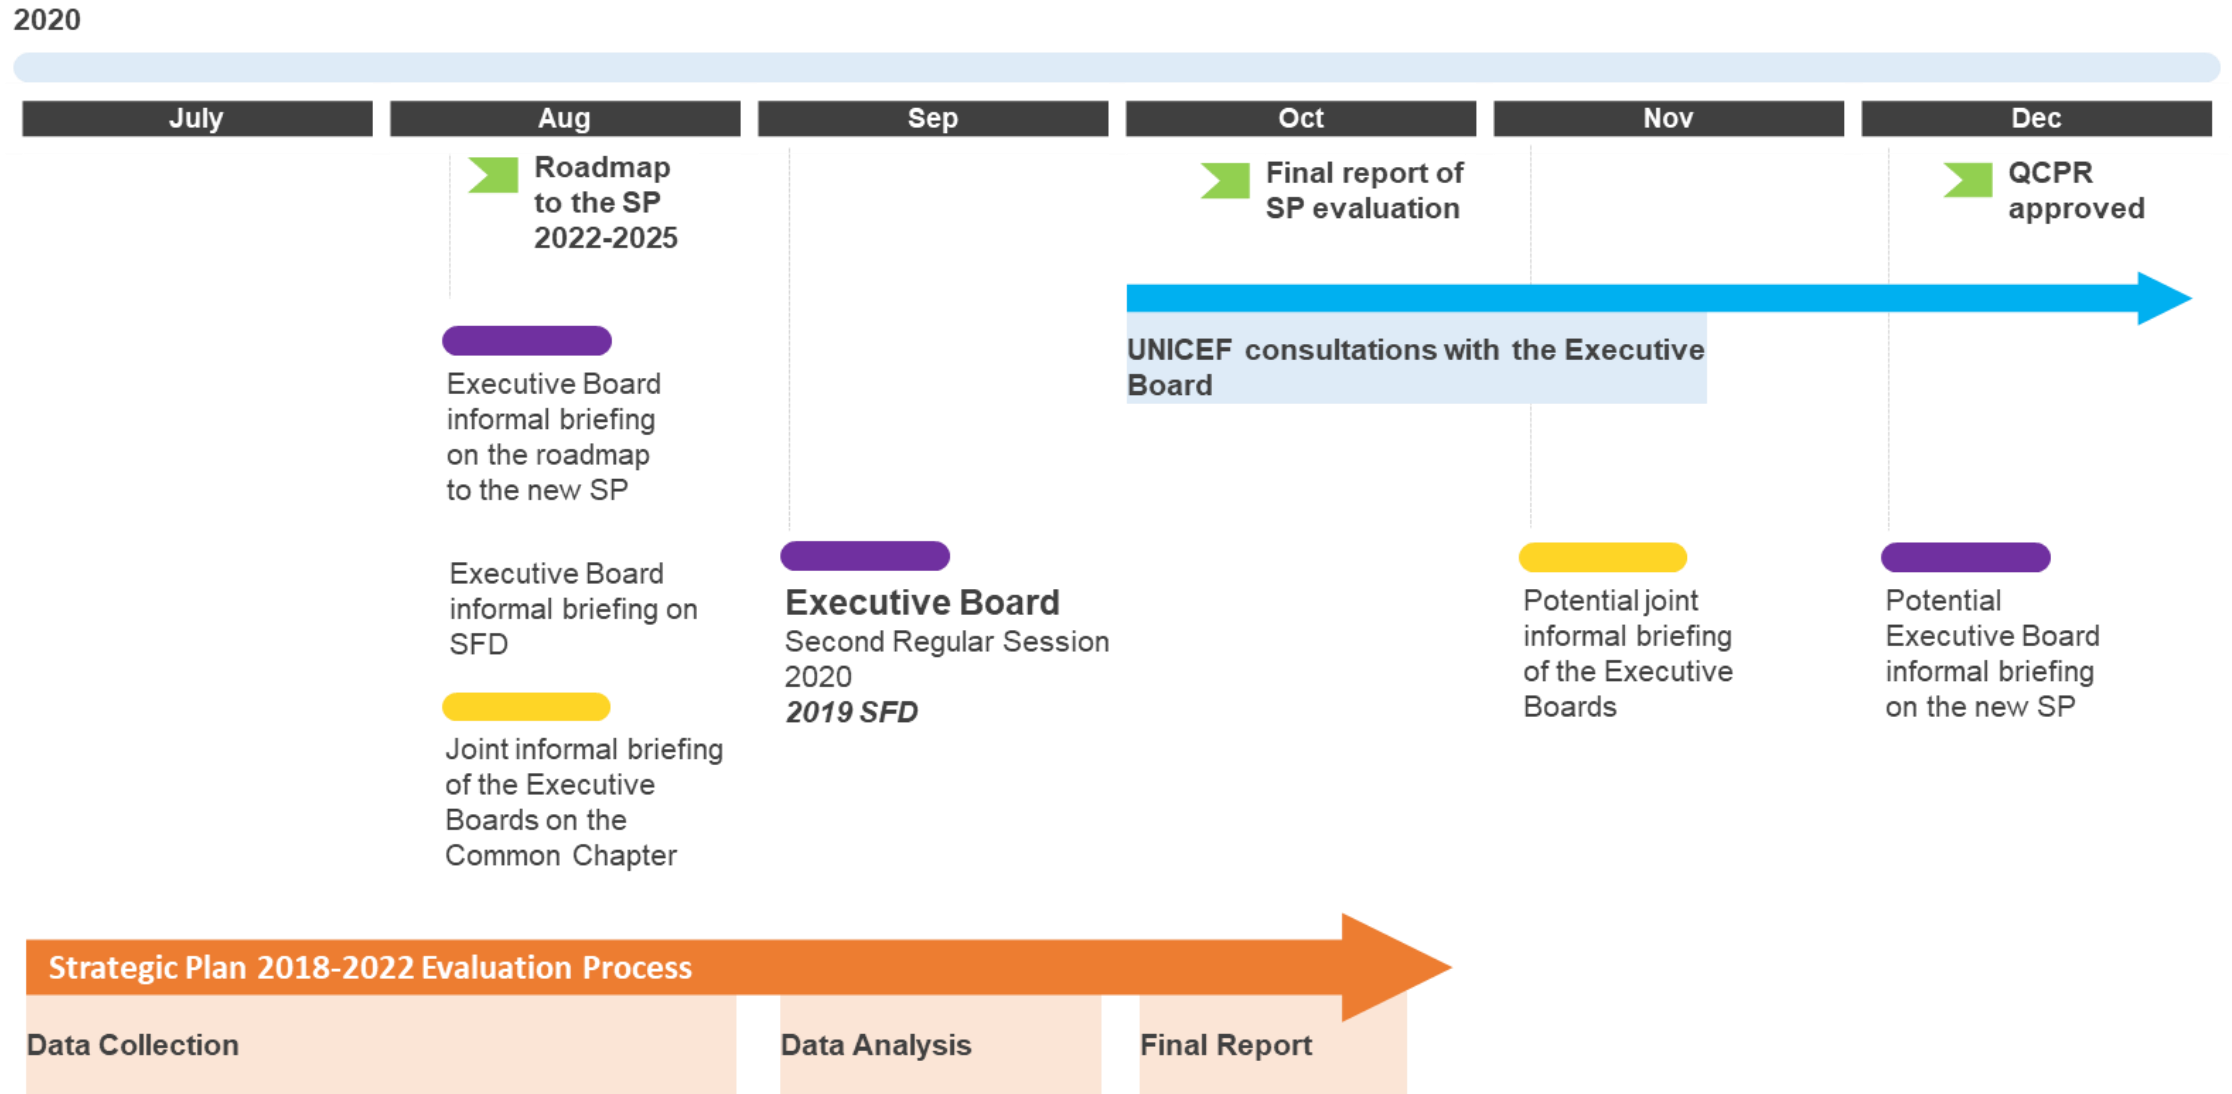 2020
July
Aug
Sep
Oct
Nov
Dec
Roadmap
to the SP
2022-2025
Final report of
SP evaluation
QCPR
approved
UNICEF consultations with the Executive
Board
Executive Board
informal briefing
on the roadmap
to the new SP
Executive Board
informal briefing on
SFD
Joint informal briefing
of the Executive
Boards on the
Common Chapter
Executive Board
Second Regular Session
2020
2019 SFD
Potential joint
informal briefing
of the Executive
Boards
Potential
Executive Board
informal briefing
on the new SP
Strategic Plan 2018-2022 Evaluation Process
Data Collection
Data Analysis
Final Report